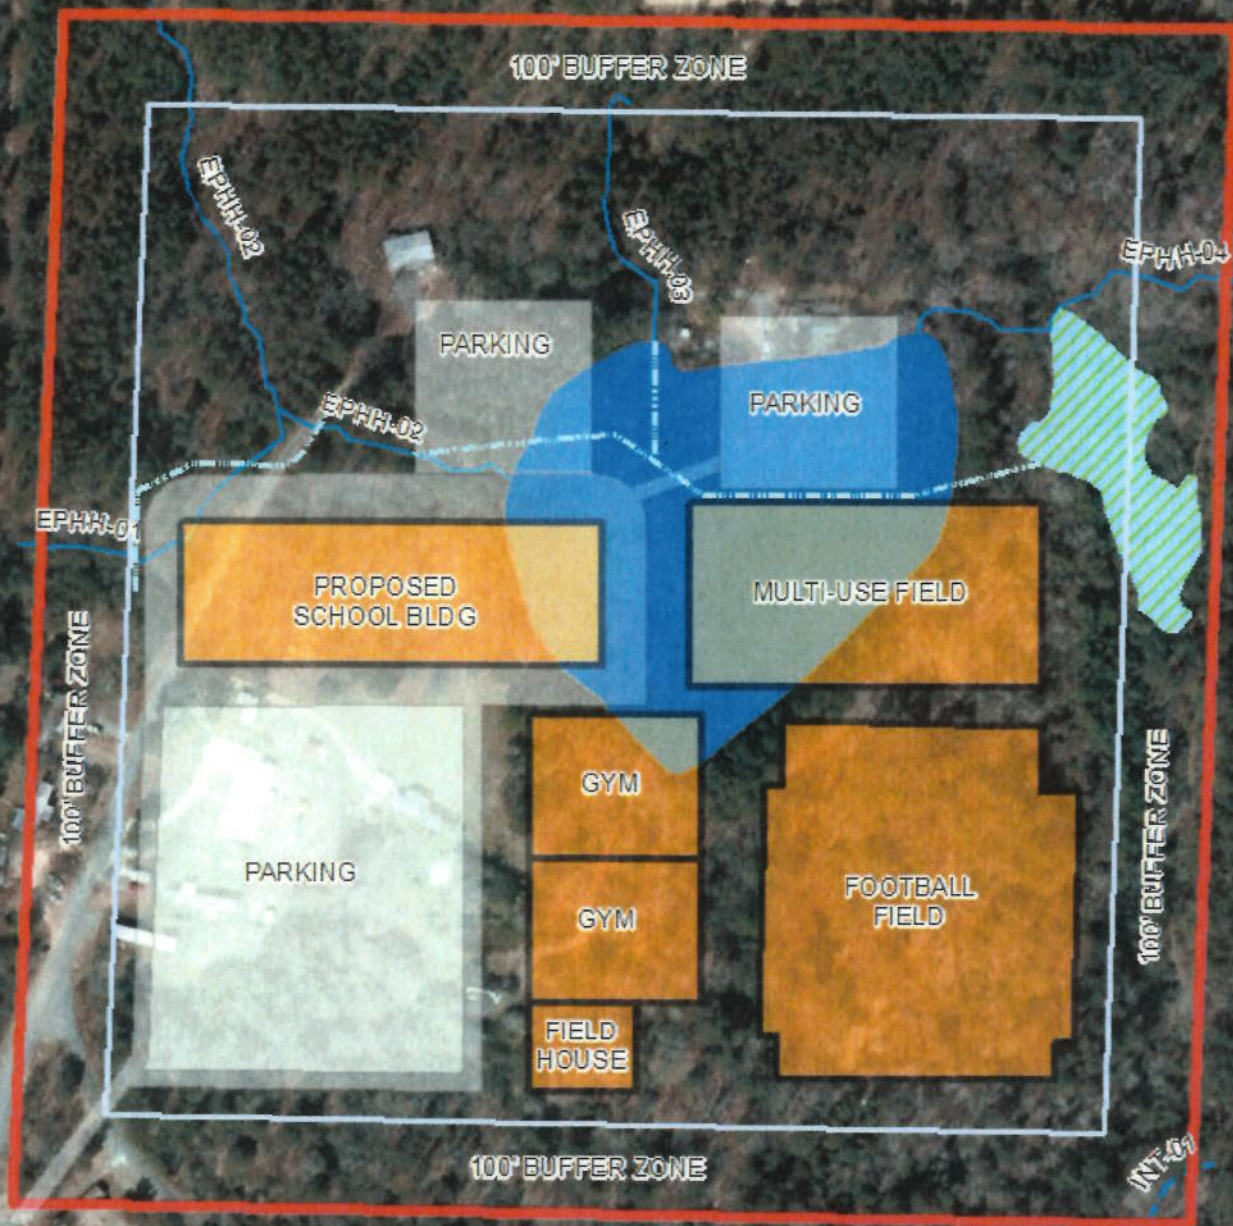 100' BUFFER ZONE
EPHH-02
EPHH-03
EPHH-04
PARKING
PARKING
EPHH-02
EPHH-01
PROPOSED
SCHOOL BLDG
MULTI-USE FIELD
100' BUFFER ZONE
GYM
100' BUFFER ZONE
PARKING
FOOTBALL
FIELD
GYM
FIELD
HOUSE
100' BUFFER ZONE
INT-01